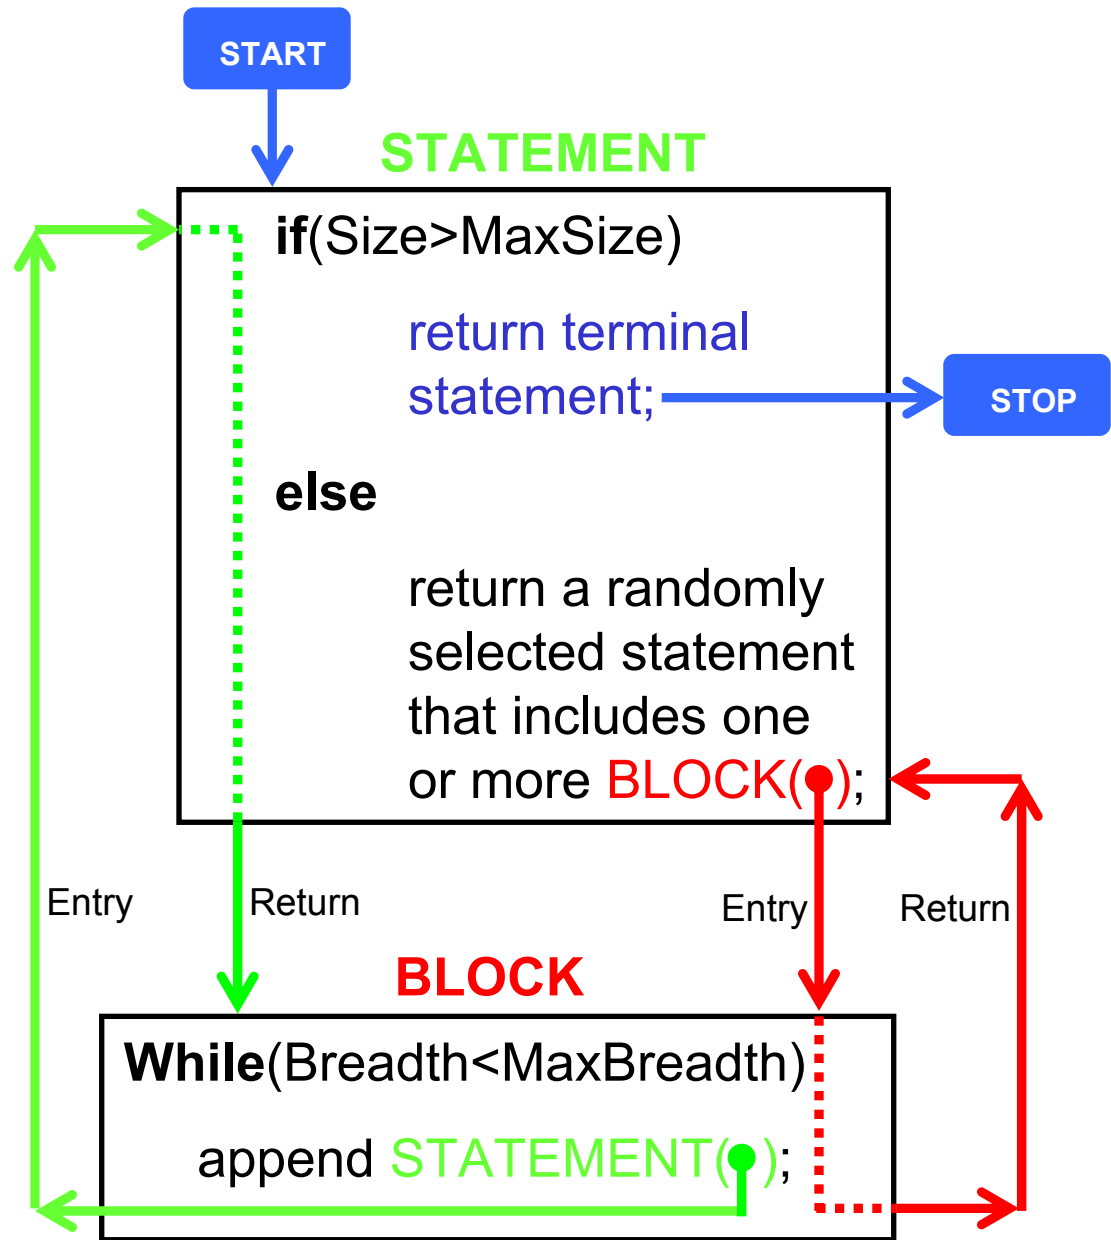 START
STATEMENT
if(Size>MaxSize)
return terminal
statement;
STOP
else
return a randomly
selected statement
that includes one
or more BLOCK( );
Entry
Return
Entry
Return
BLOCK
While(Breadth<MaxBreadth)
append STATEMENT( );